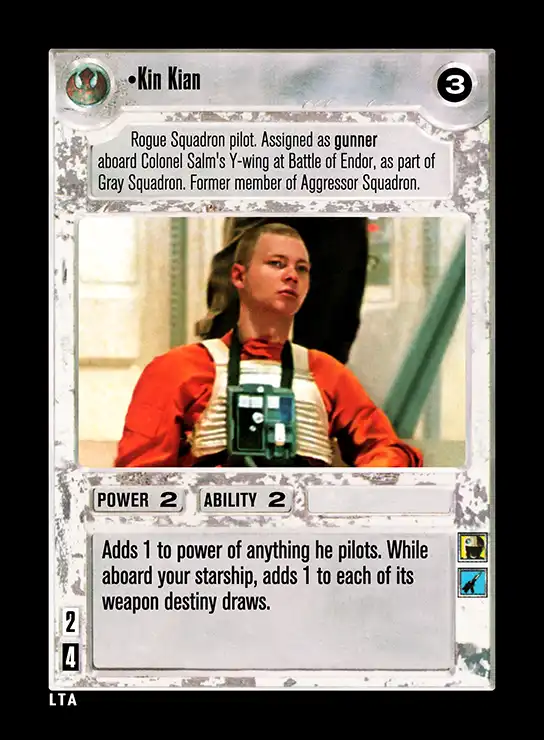 •Kin Kian
3
Rogue Squadron pilot. Assigned as gunner
aboard Colonel Salm's Y-wing at Battle of Endor, as part of
Gray Squadron. Former member of Aggressor Squadron.
POWER 2 ABILITY 2
Adds 1 to power of anything he pilots. While
aboard your starship, adds 1 to each of its
weapon destiny draws.
2
4
LTA